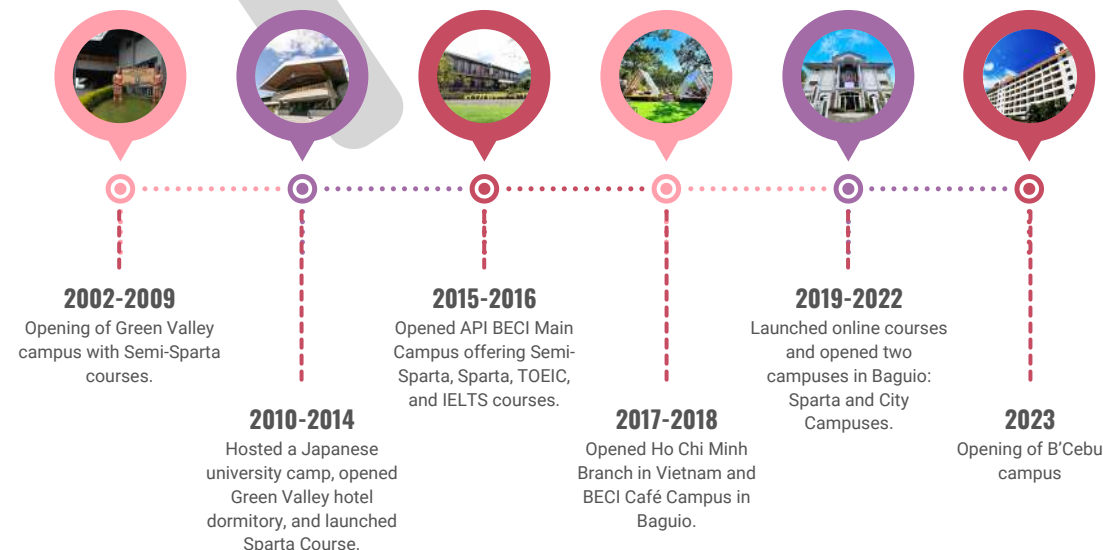 2002-2009
Opening of Green Valley
campus with Semi-Sparta
courses.
2010-2014
Hosted a Japanese
university camp, opened
Green Valley hotel
dormitory, and launched
Sparta Course.
2015-2016
Opened API BECI Main
Campus offering Semi-
Sparta, Sparta, TOEIC,
and IELTS courses.
2017-2018
Opened Ho Chi Minh
Branch in Vietnam and
BECI Café Campus in
Baguio.
2019-2022
Launched online courses
and opened two
campuses in Baguio:
Sparta and City
Campuses.
2023
Opening of B’Cebu
campus